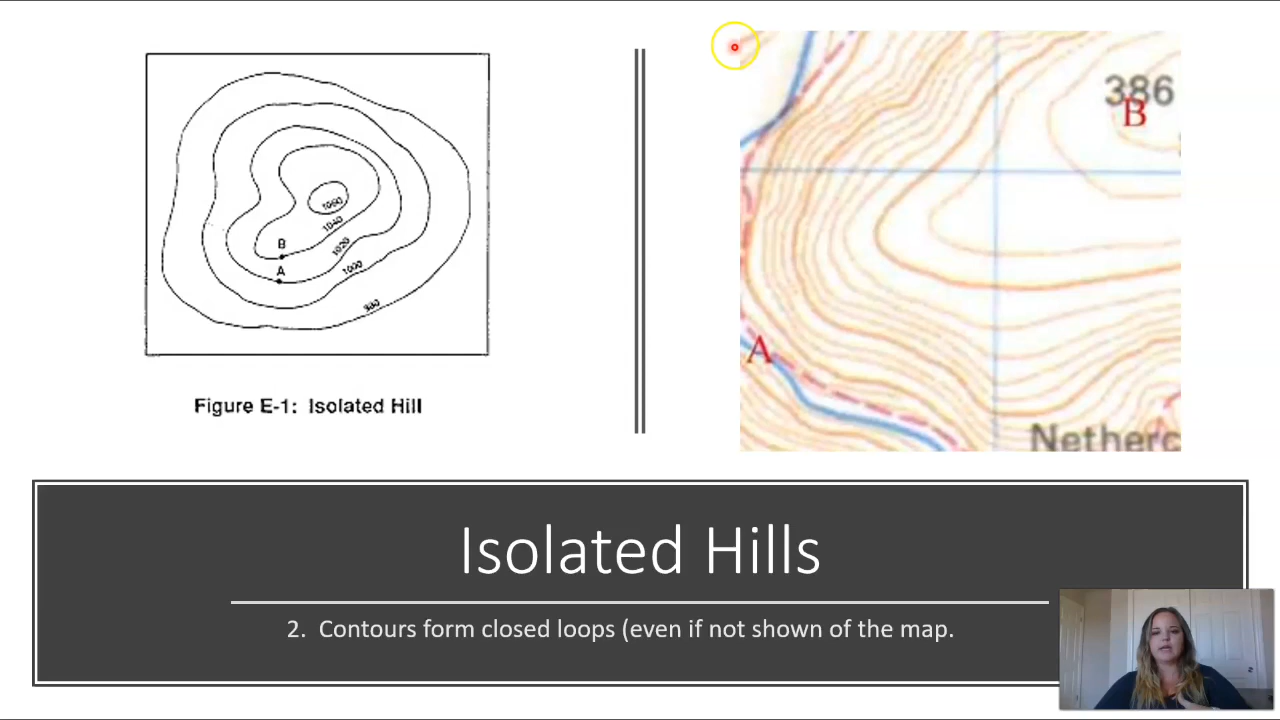 1060
1040
1020
1000
980
B
A
Figure E-1: Isolated Hill
386
B
A
Netherc
Isolated Hills
2. Contours form closed loops (even if not shown of the map.